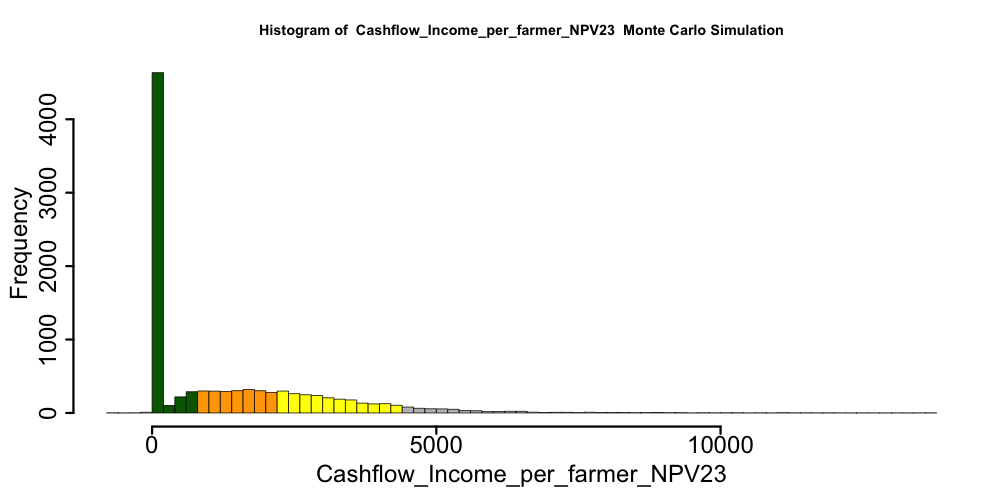 Histogram of  Cashflow_Income_per_farmer_NPV23  Monte Carlo Simulation
Frequency
4000
3000
2000
1000
0
0 5000 10000
Cashflow_Income_per_farmer_NPV23